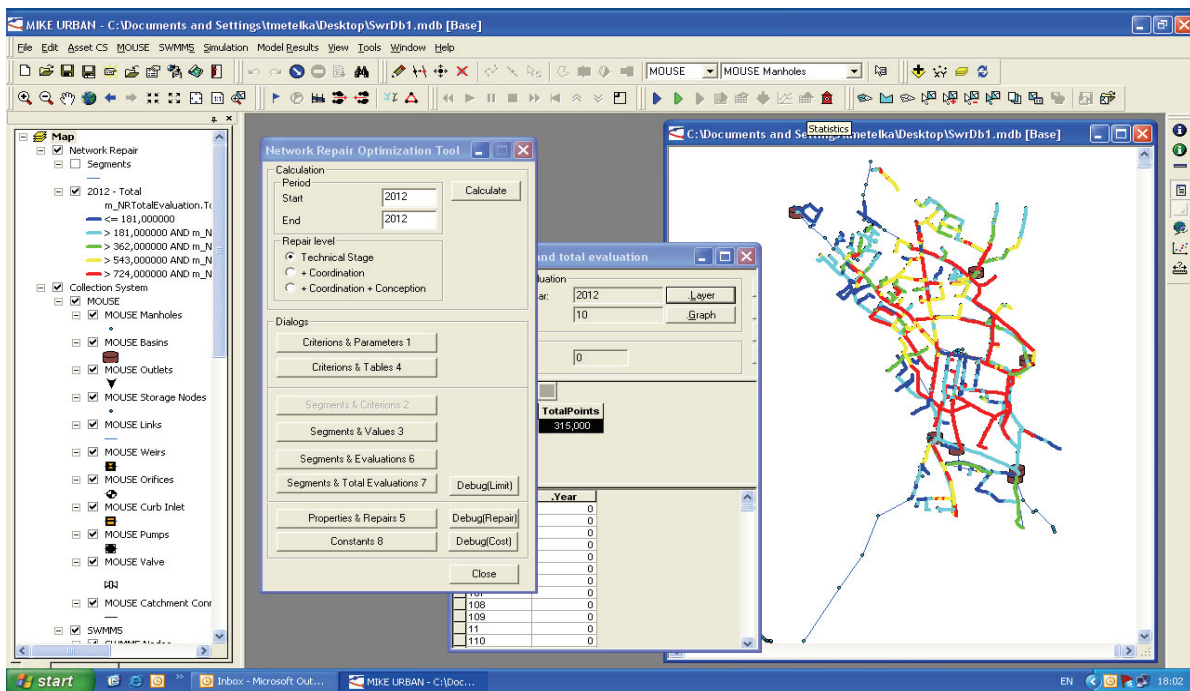 MIKE URBAN - C:\Documents and Settings\tmetelka\Desktop\SwrDb1.mdb [Base]
File Edit Asset CS MOUSE SWMM5 Simulation Model Results View Tools Window Help
MOUSE MOUSE Manholes
Statistics
Map
Network Repair
Segments
2012 - Total
m_NRTotalEvaluation.To
<= 181,000000
> 181,000000 AND m_N
> 362,000000 AND m_N
> 543,000000 AND m_N
> 724,000000 AND m_N
Collection System
MOUSE
MOUSE Manholes
MOUSE Basins
MOUSE Outlets
MOUSE Storage Nodes
MOUSE Links
MOUSE Weirs
MOUSE Orifices
MOUSE Curb Inlet
MOUSE Pumps
MOUSE Valve
MOUSE Catchment Conr
SWMM5
SWMM5 Nodes
Network Repair Optimization Tool
Calculation
Period
Start 2012
End 2012
Calculate
Repair level
Technical Stage
+ Coordination
+ Coordination + Conception
Dialogs
Criterions & Parameters 1
Criterions & Tables 4
Segments & Criterions 2
Segments & Values 3
Segments & Evaluations 6
Segments & Total Evaluations 7 Debug(Limit)
Properties & Repairs 5 Debug(Repair)
Constants 8 Debug(Cost)
Close
and total evaluation
luation
ar: 2012 .Layer
10 .Graph
0
TotalPoints
315,000
.Year
0
0
0
0
0
0
0
0
108 0
109 0
11 0
110 0
C:\Documents and Settings\tmetelka\Desktop\SwrDb1.mdb [Base]
start
Inbox - Microsoft Out...
MIKE URBAN - C:\Doc...
EN 18:02